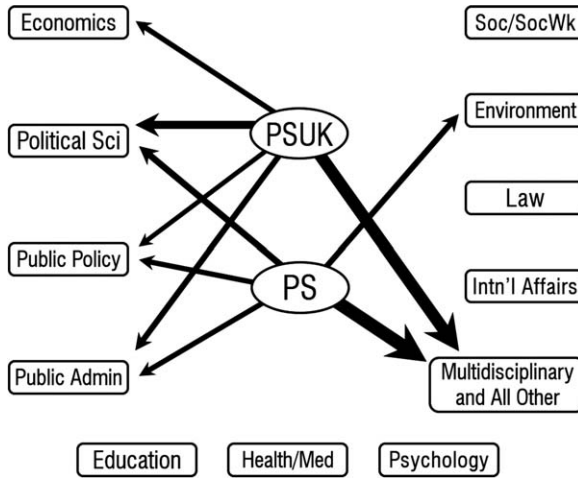 Economics
Soc/SocWk
Political Sci
PSUK
Environment
Law
Public Policy
PS
Intn'l Affairs
Public Admin
Multidisciplinary
and All Other
Education
Health/Med
Psychology